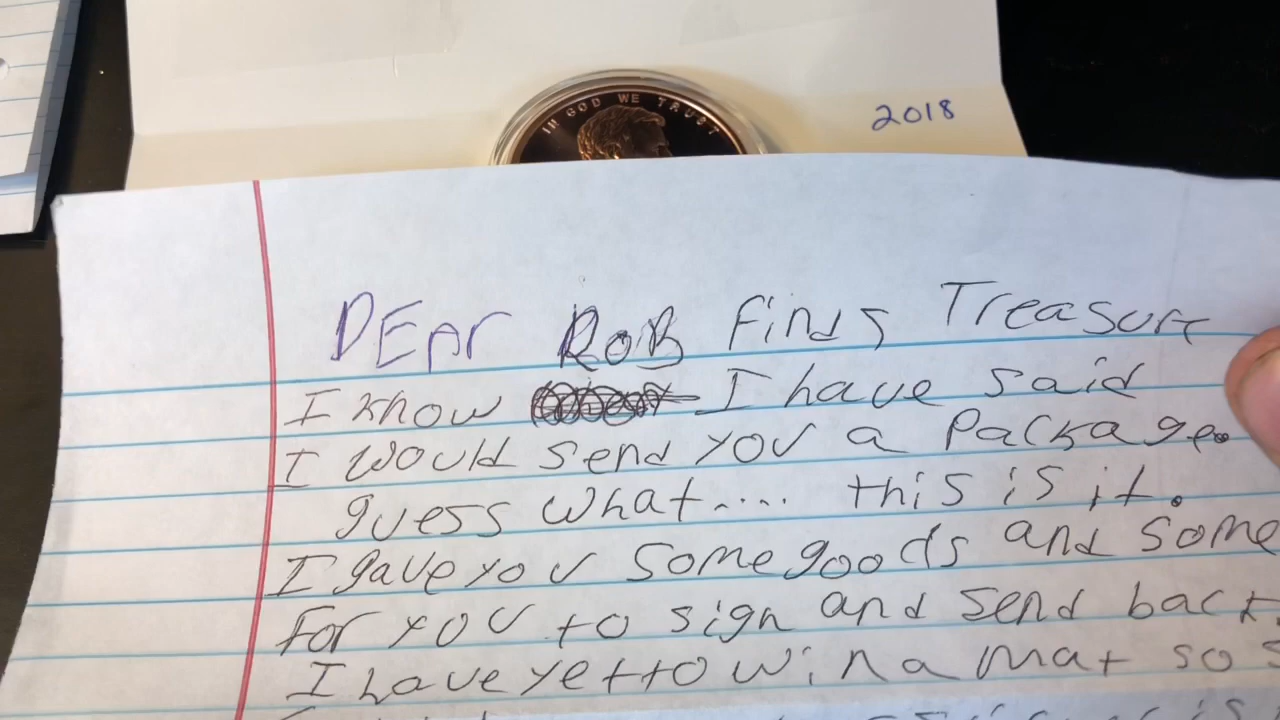 IN GOD WE TRUST
2018
DEar RoB Finds Treasure
I know I have said
I would send you a Package.
guess what.... this is it.
I gave you some goods and some
For you to sign and send back.
I have yet to win a mat so